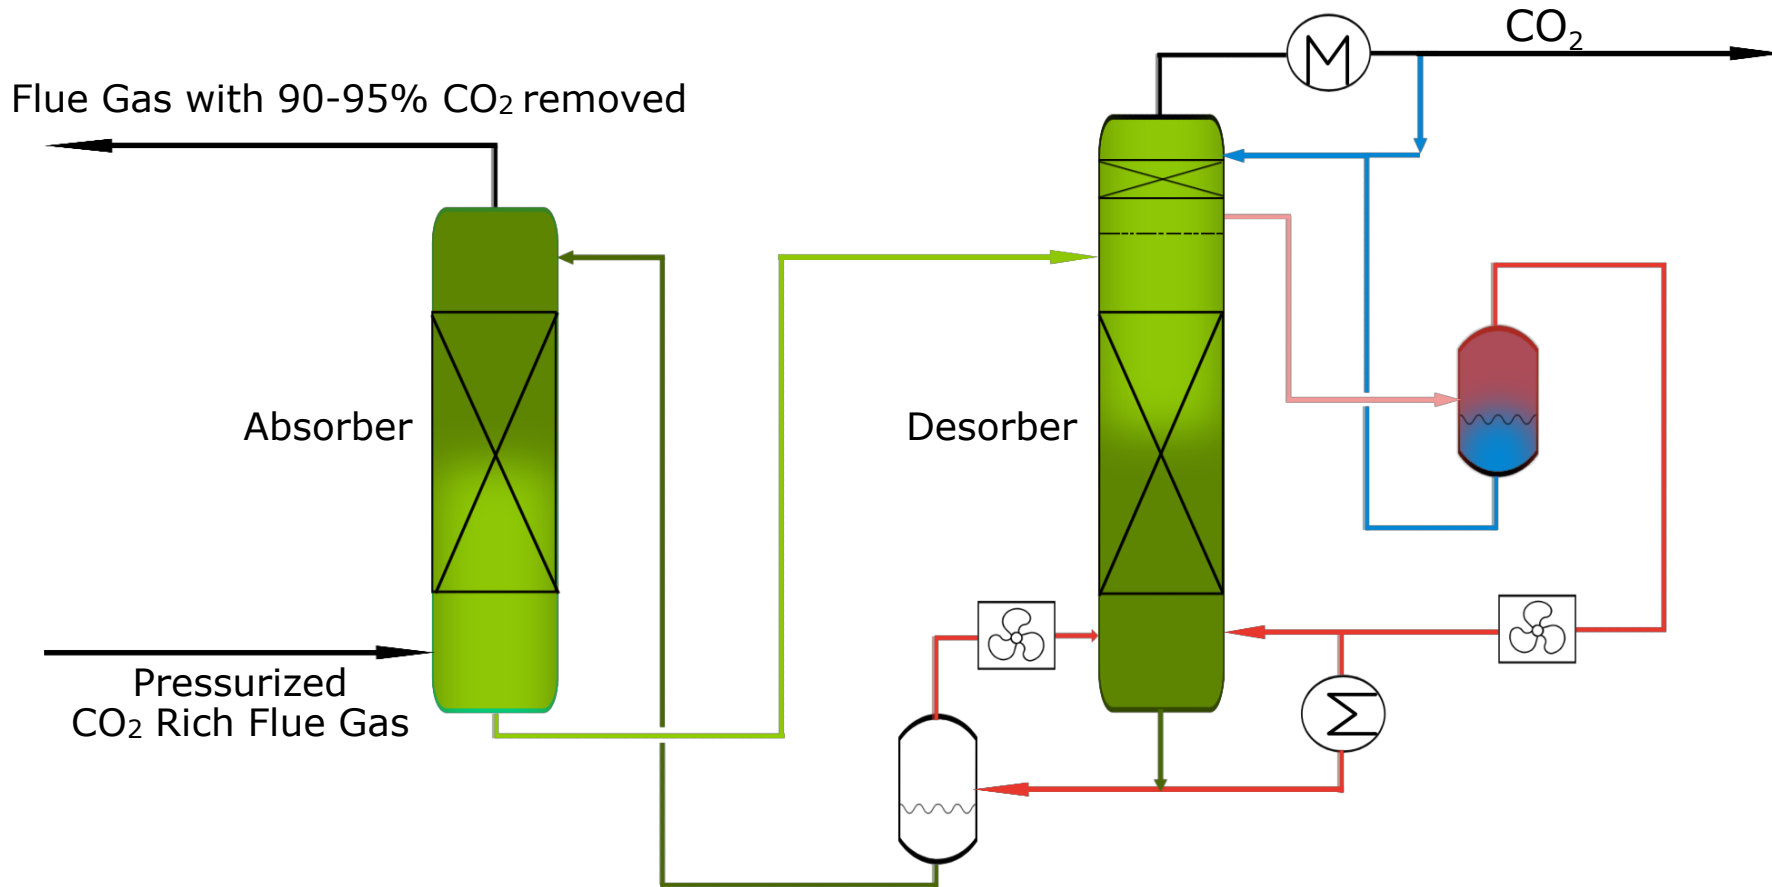 CO₂
Flue Gas with 90-95% CO₂ removed
Absorber
Desorber
Pressurized
CO₂ Rich Flue Gas